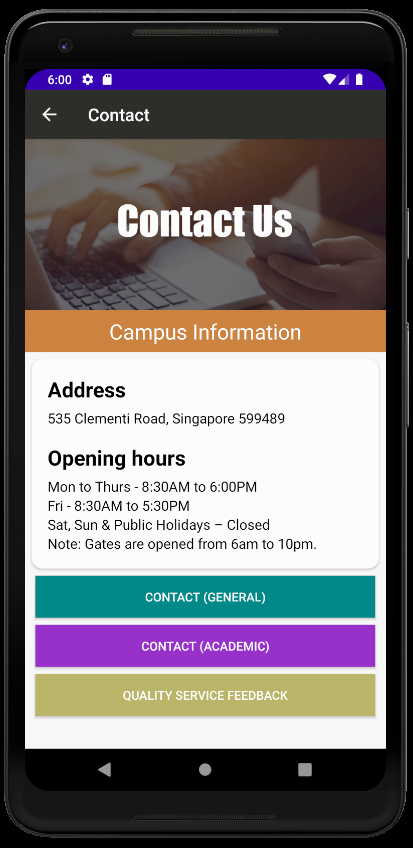 6:00
Contact
Contact Us
Campus Information
Address
535 Clementi Road, Singapore 599489
Opening hours
Mon to Thurs - 8:30AM to 6:00PM
Fri - 8:30AM to 5:30PM
Sat, Sun & Public Holidays – Closed
Note: Gates are opened from 6am to 10pm.
CONTACT (GENERAL)
CONTACT (ACADEMIC)
QUALITY SERVICE FEEDBACK